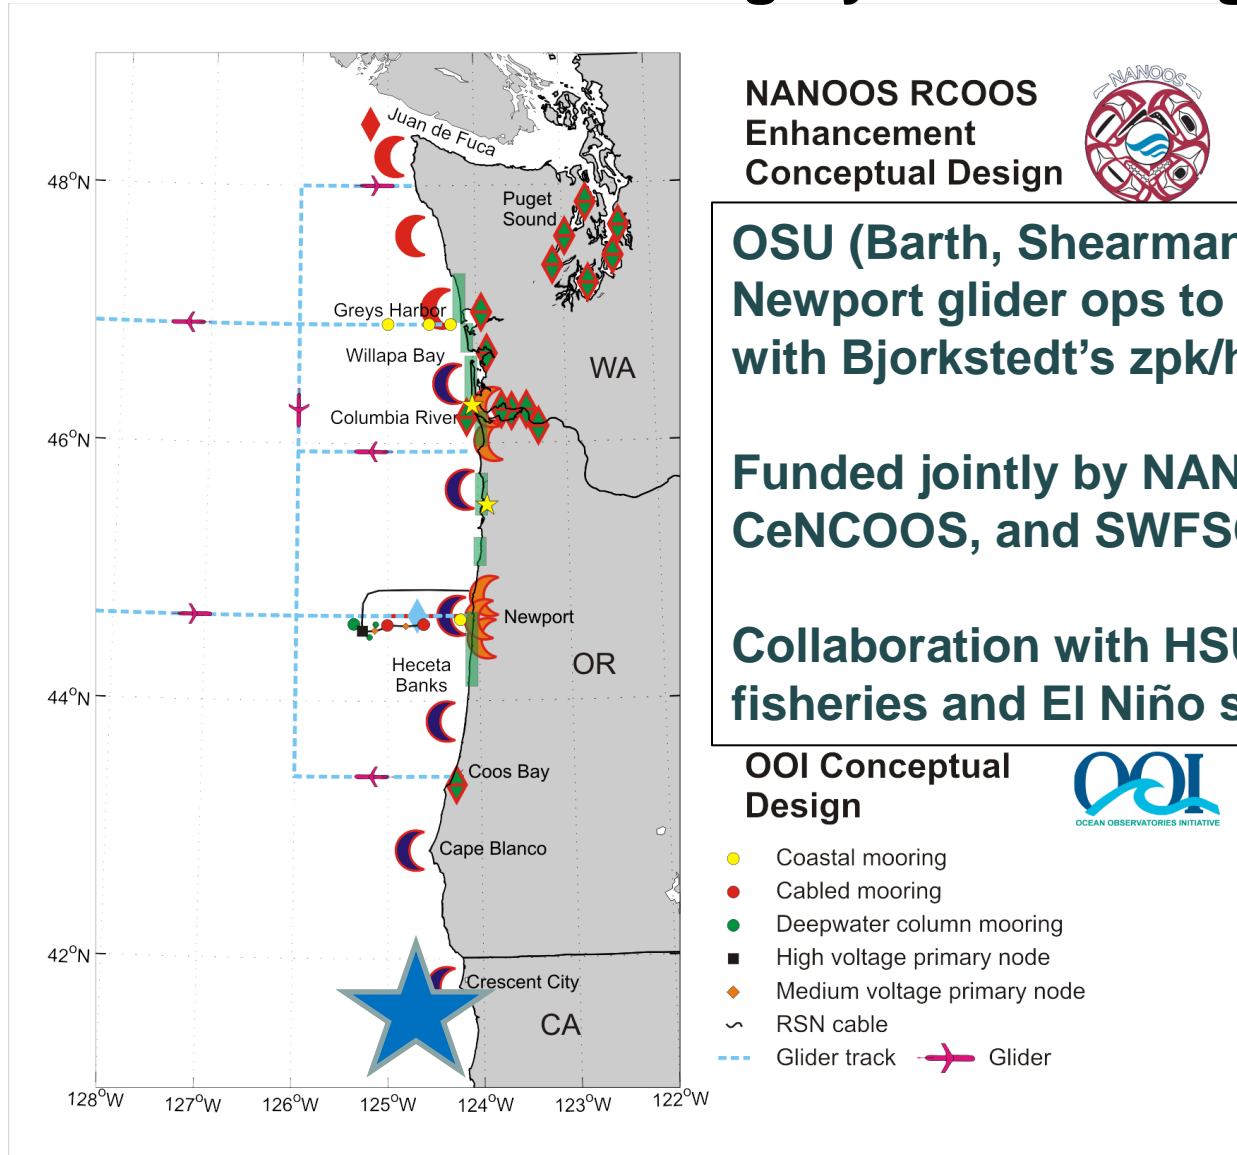 NANOOS RCOOS
Enhancement
Conceptual Design
NANOOS
OSU (Barth, Shearman
Newport glider ops to
with Bjorkstedt’s zpk/h
Funded jointly by NAN
CeNCOOS, and SWFSC
Collaboration with HSU
fisheries and El Niño s
OOI Conceptual
Design
OOI
OCEAN OBSERVATORIES INITIATIVE
Coastal mooring
Cabled mooring
Deepwater column mooring
High voltage primary node
Medium voltage primary node
RSN cable
Glider track
Glider
Juan de Fuca
Puget
Sound
Greys Harbor
Willapa Bay
WA
Columbia River
Newport
OR
Heceta
Banks
Coos Bay
Cape Blanco
Crescent City
CA
48°N
46°N
44°N
42°N
128°W
127°W
126°W
125°W
124°W
123°W
122°W